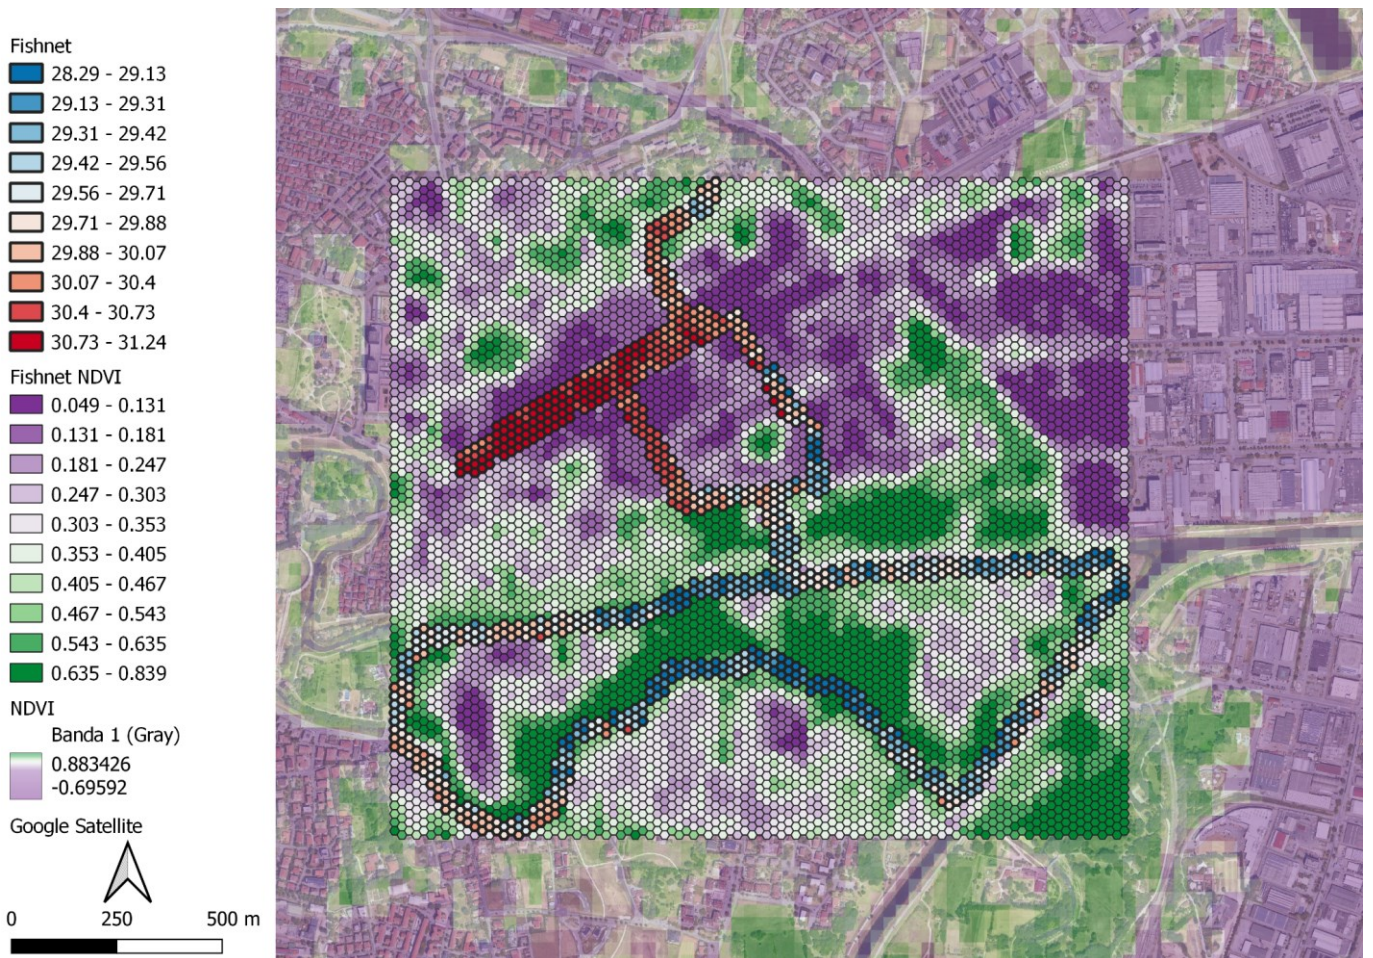 Fishnet
28.29 - 29.13
29.13 - 29.31
29.31 - 29.42
29.42 - 29.56
29.56 - 29.71
29.71 - 29.88
29.88 - 30.07
30.07 - 30.4
30.4 - 30.73
30.73 - 31.24
Fishnet NDVI
0.049 - 0.131
0.131 - 0.181
0.181 - 0.247
0.247 - 0.303
0.303 - 0.353
0.353 - 0.405
0.405 - 0.467
0.467 - 0.543
0.543 - 0.635
0.635 - 0.839
NDVI
Banda 1 (Gray)
0.883426
-0.69592
Google Satellite
0 250 500 m